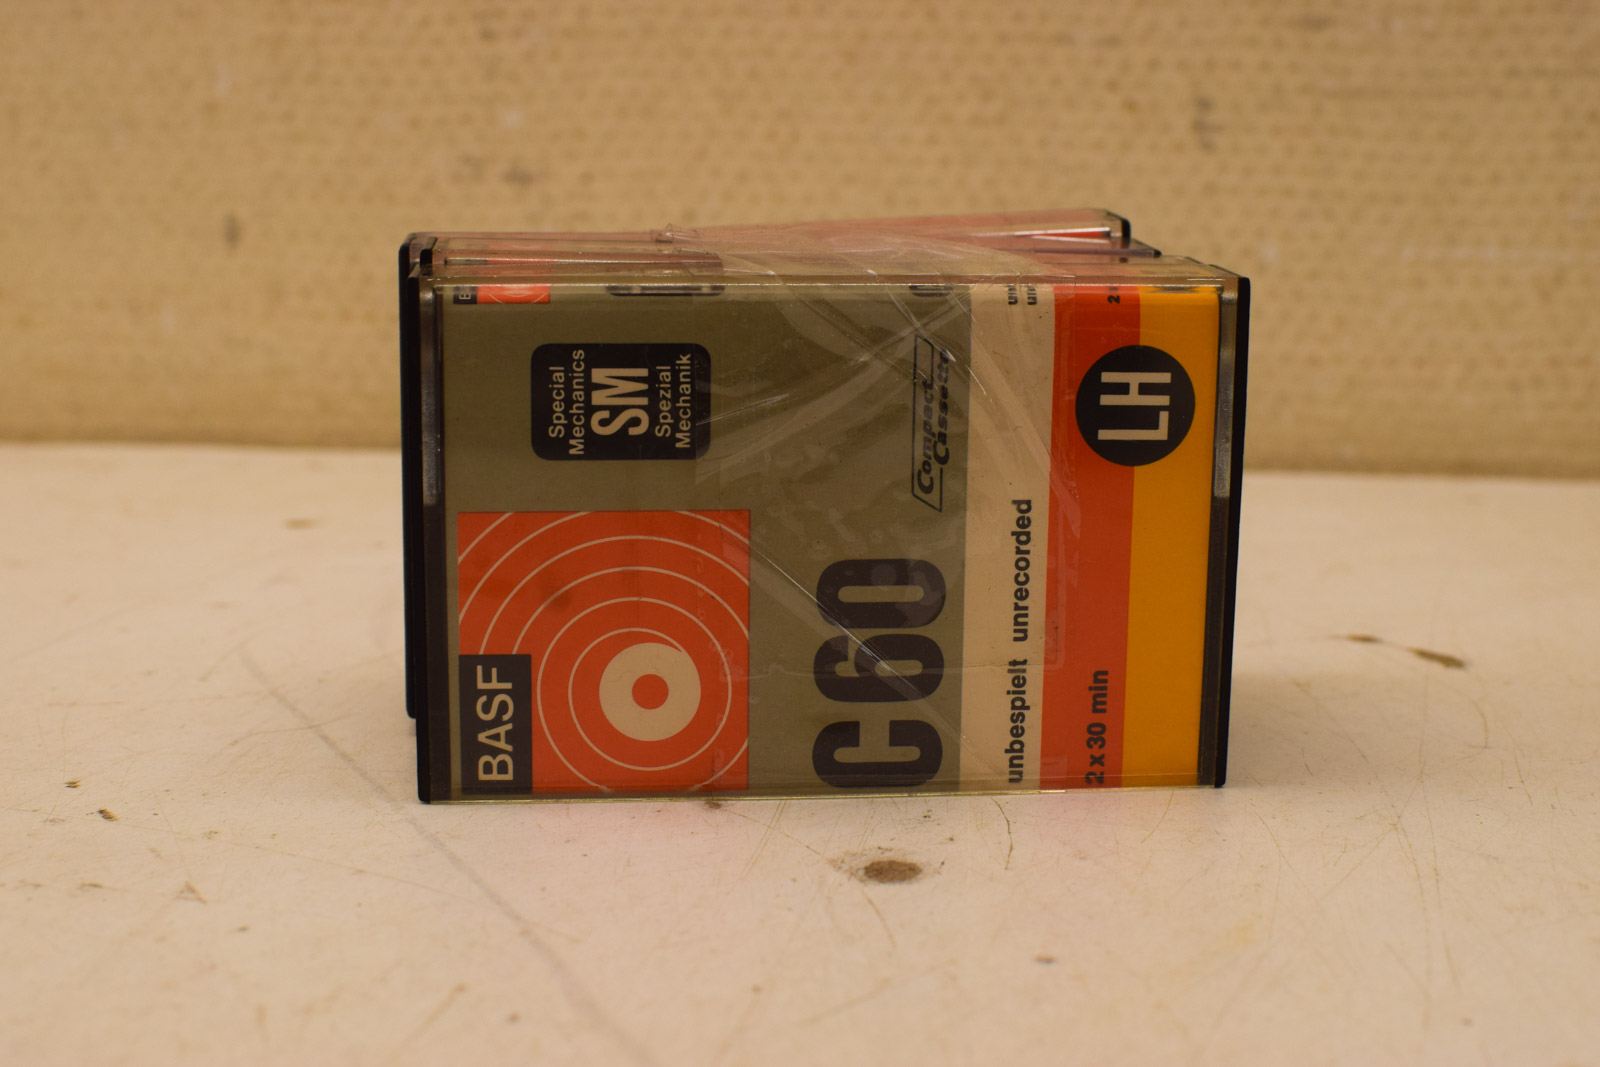 BASF
Special
Mechanics
SM
Spezial
Mechanik
C60
Compact
Cassette
unbespielt unrecorded
2 x 30 min
LH